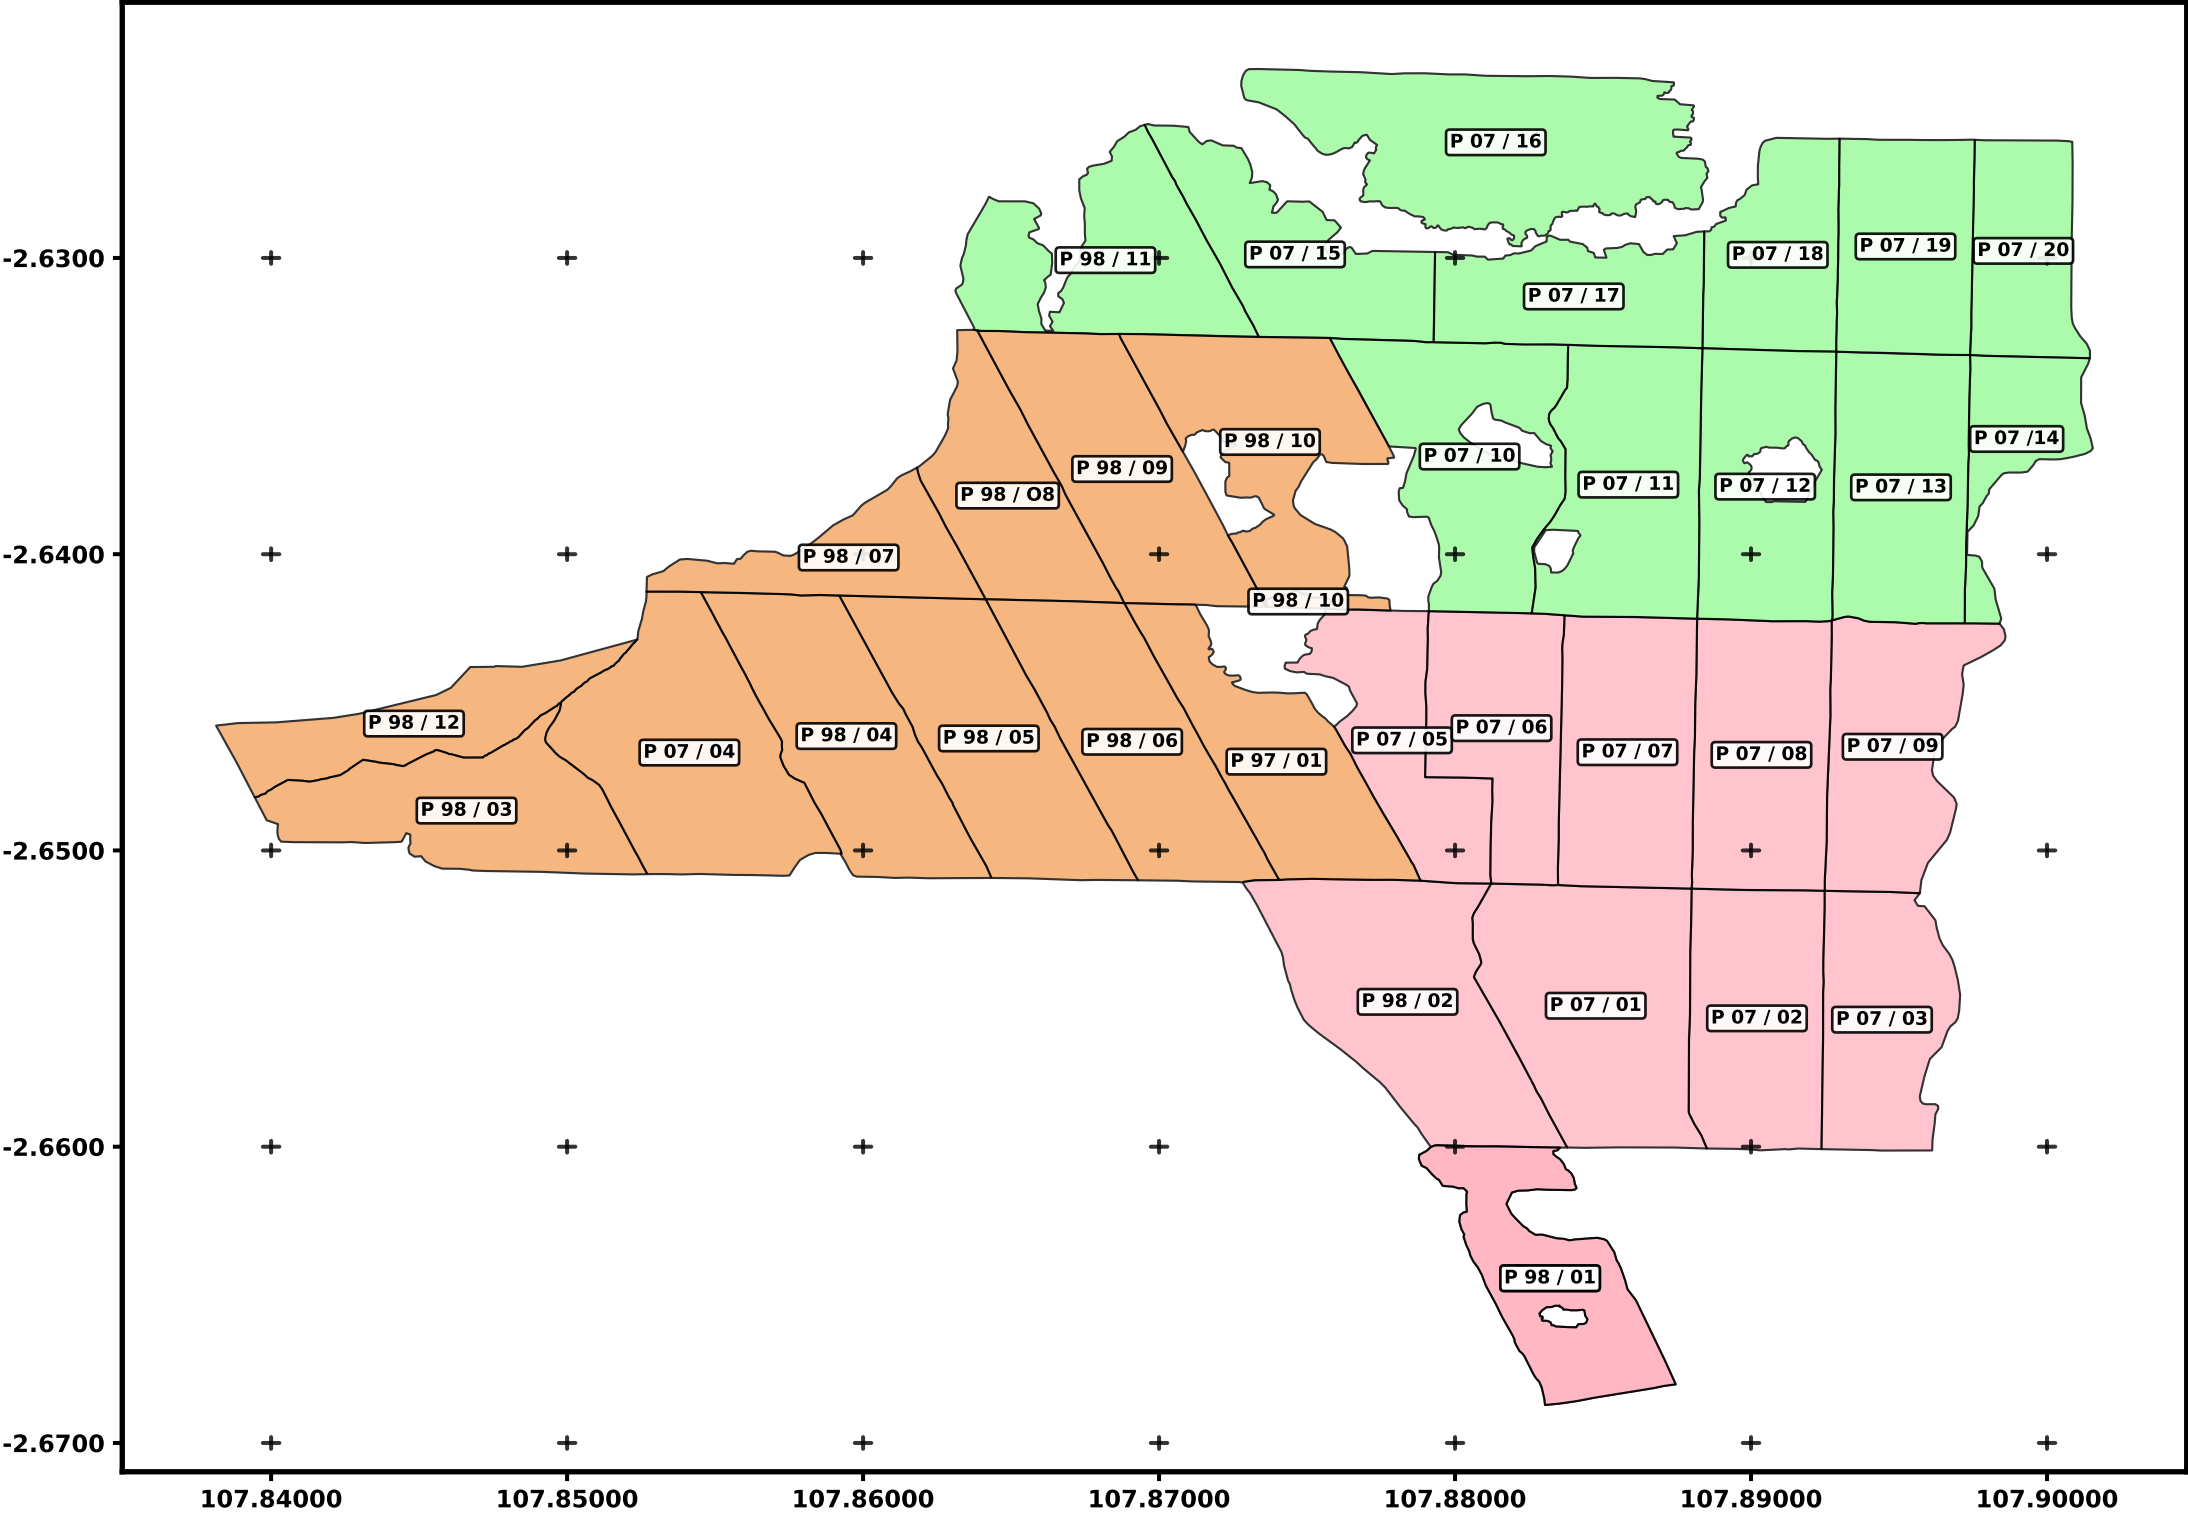 P 07 / 16
P 98 / 11
P 07 / 15
P 07 / 18
P 07 / 19
P 07 / 20
-2.6300
P 07 / 17
P 98 / 10
P 07 / 10
P 07 /14
P 98 / 09
P 98 / O8
P 07 / 11
P 07 / 12
P 07 / 13
-2.6400
P 98 / 07
P 98 / 10
P 98 / 12
P 07 / 04
P 98 / 04
P 98 / 05
P 98 / 06
P 97 / 01
P 07 / 05
P 07 / 06
P 07 / 07
P 07 / 08
P 07 / 09
P 98 / 03
-2.6500
P 98 / 02
P 07 / 01
P 07 / 02
P 07 / 03
-2.6600
P 98 / 01
-2.6700
107.84000
107.85000
107.86000
107.87000
107.88000
107.89000
107.90000